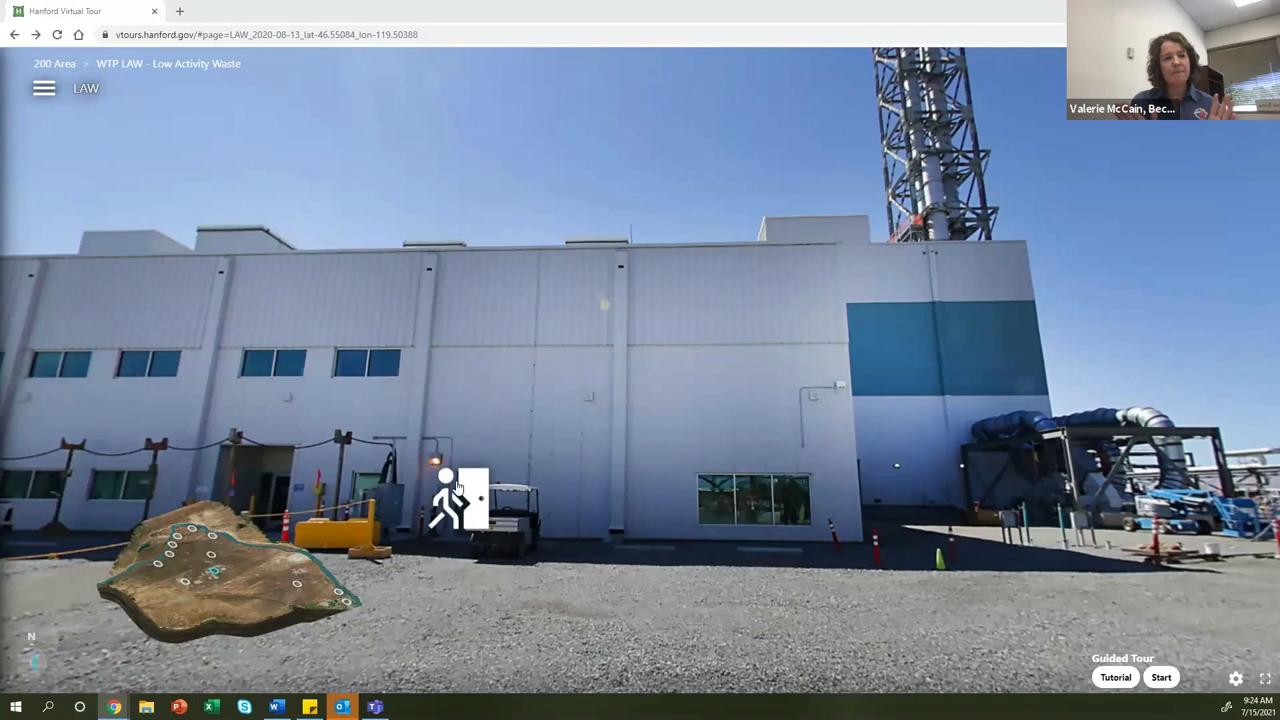 Hanford Virtual Tour
vtours.hanford.gov/#page=LAW_2020-08-13_lat-46.55084_lon-119.50388
200 Area > WTP LAW - Low Activity Waste
LAW
Valerie McCain, Bec...
N
Guided Tour
Tutorial Start
9:24 AM
7/15/2021